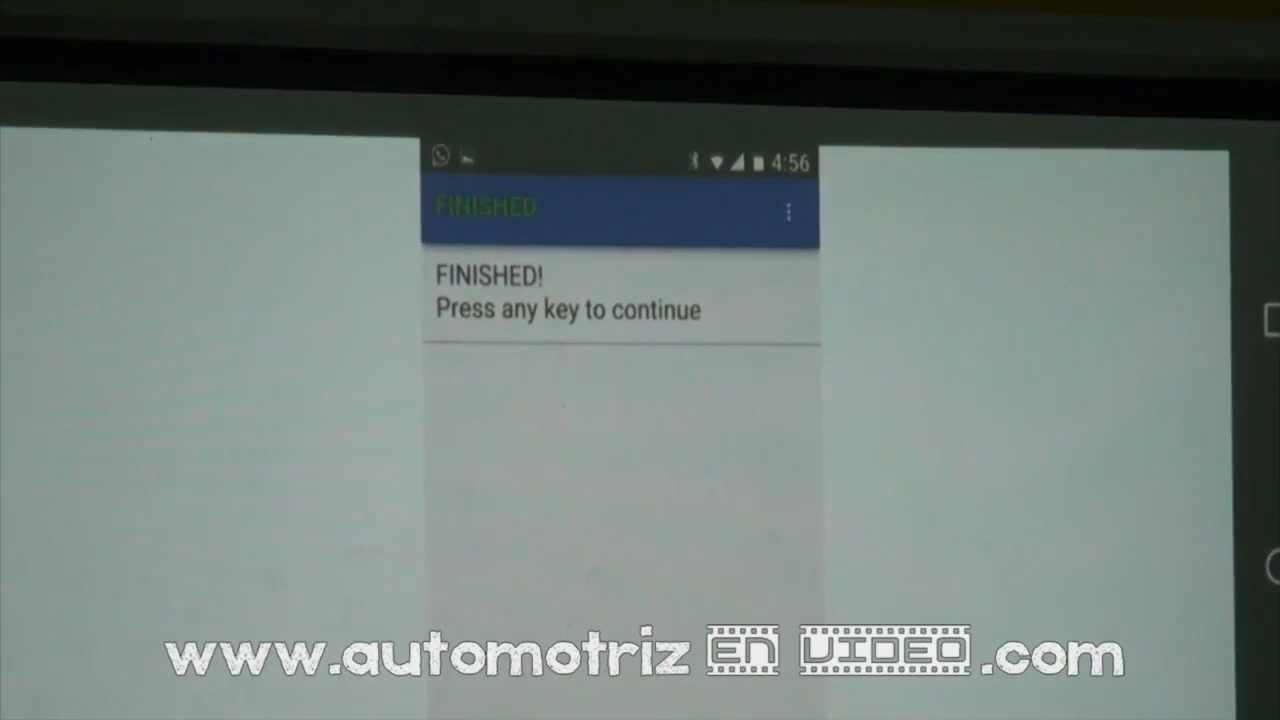 4:56
FINISHED
FINISHED!
Press any key to continue
www.automotriz EN VIDEO .com